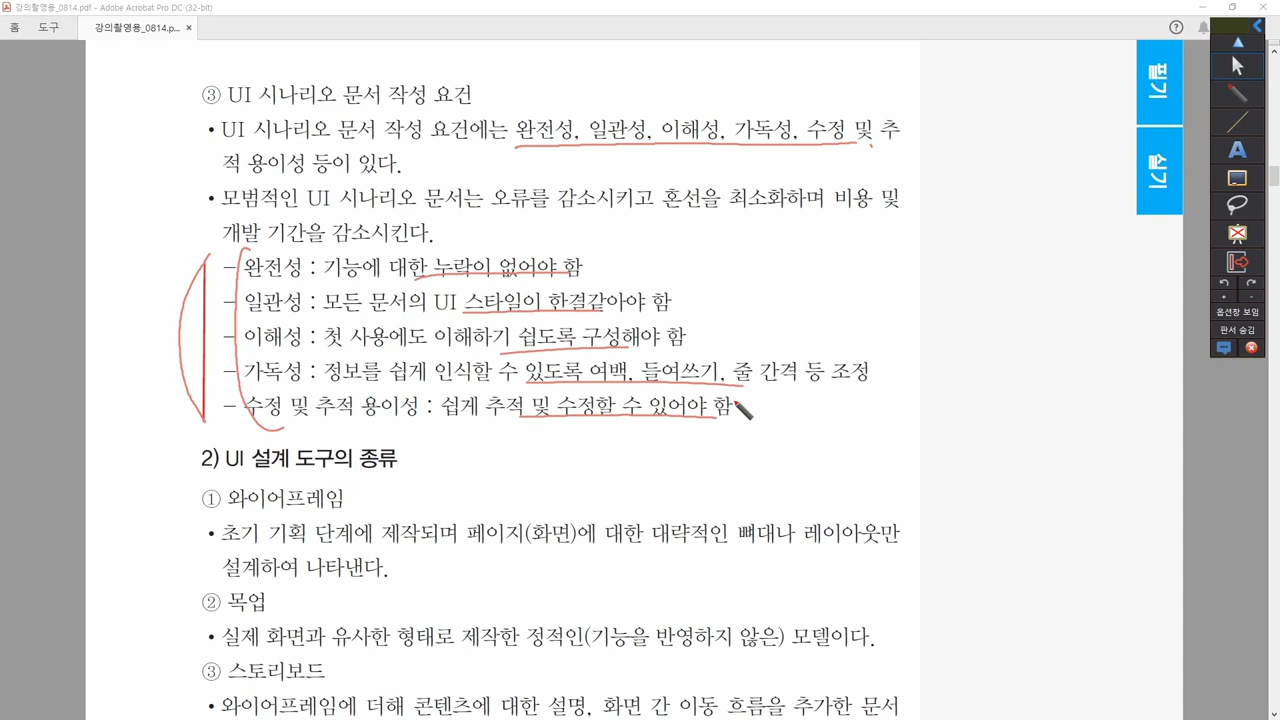 강의촬영용_0814.pdf - Adobe Acrobat Pro DC (32-bit)
홈 도구 강의촬영용_0814.p... ×
③ UI 시나리오 문서 작성 요건
• UI 시나리오 문서 작성 요건에는 완전성, 일관성, 이해성, 가독성, 수정 및 추
적 용이성 등이 있다.
• 모범적인 UI 시나리오 문서는 오류를 감소시키고 혼선을 최소화하며 비용 및
개발 기간을 감소시킨다.
– 완전성 : 기능에 대한 누락이 없어야 함
– 일관성 : 모든 문서의 UI 스타일이 한결같아야 함
– 이해성 : 첫 사용에도 이해하기 쉽도록 구성해야 함
– 가독성 : 정보를 쉽게 인식할 수 있도록 여백, 들여쓰기, 줄 간격 등 조정
– 수정 및 추적 용이성 : 쉽게 추적 및 수정할 수 있어야 함
2) UI 설계 도구의 종류
① 와이어프레임
• 초기 기획 단계에 제작되며 페이지(화면)에 대한 대략적인 뼈대나 레이아웃만
설계하여 나타낸다.
② 목업
• 실제 화면과 유사한 형태로 제작한 정적인(기능을 반영하지 않은) 모델이다.
③ 스토리보드
• 와이어프레임에 더해 콘텐츠에 대한 설명, 화면 간 이동 흐름을 추가한 문서
필기
실기
A
옵션창 보임
판서 숨김